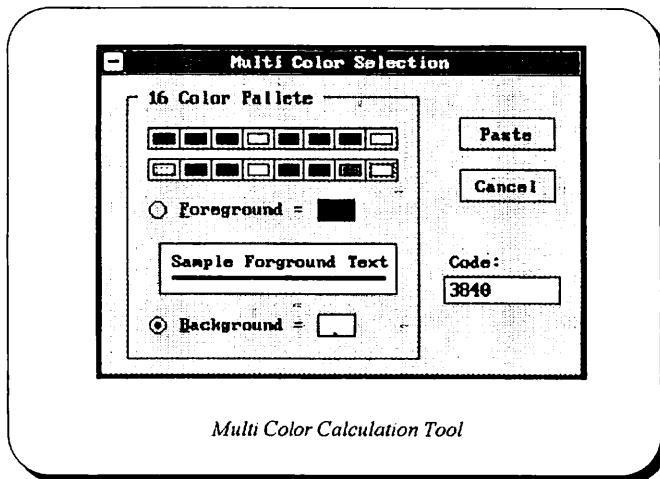 Multi Color Selection
16 Color Pallete
Paste
Cancel
Foreground =
Sample Forground Text
Code:
3840
Background =
Multi Color Calculation Tool